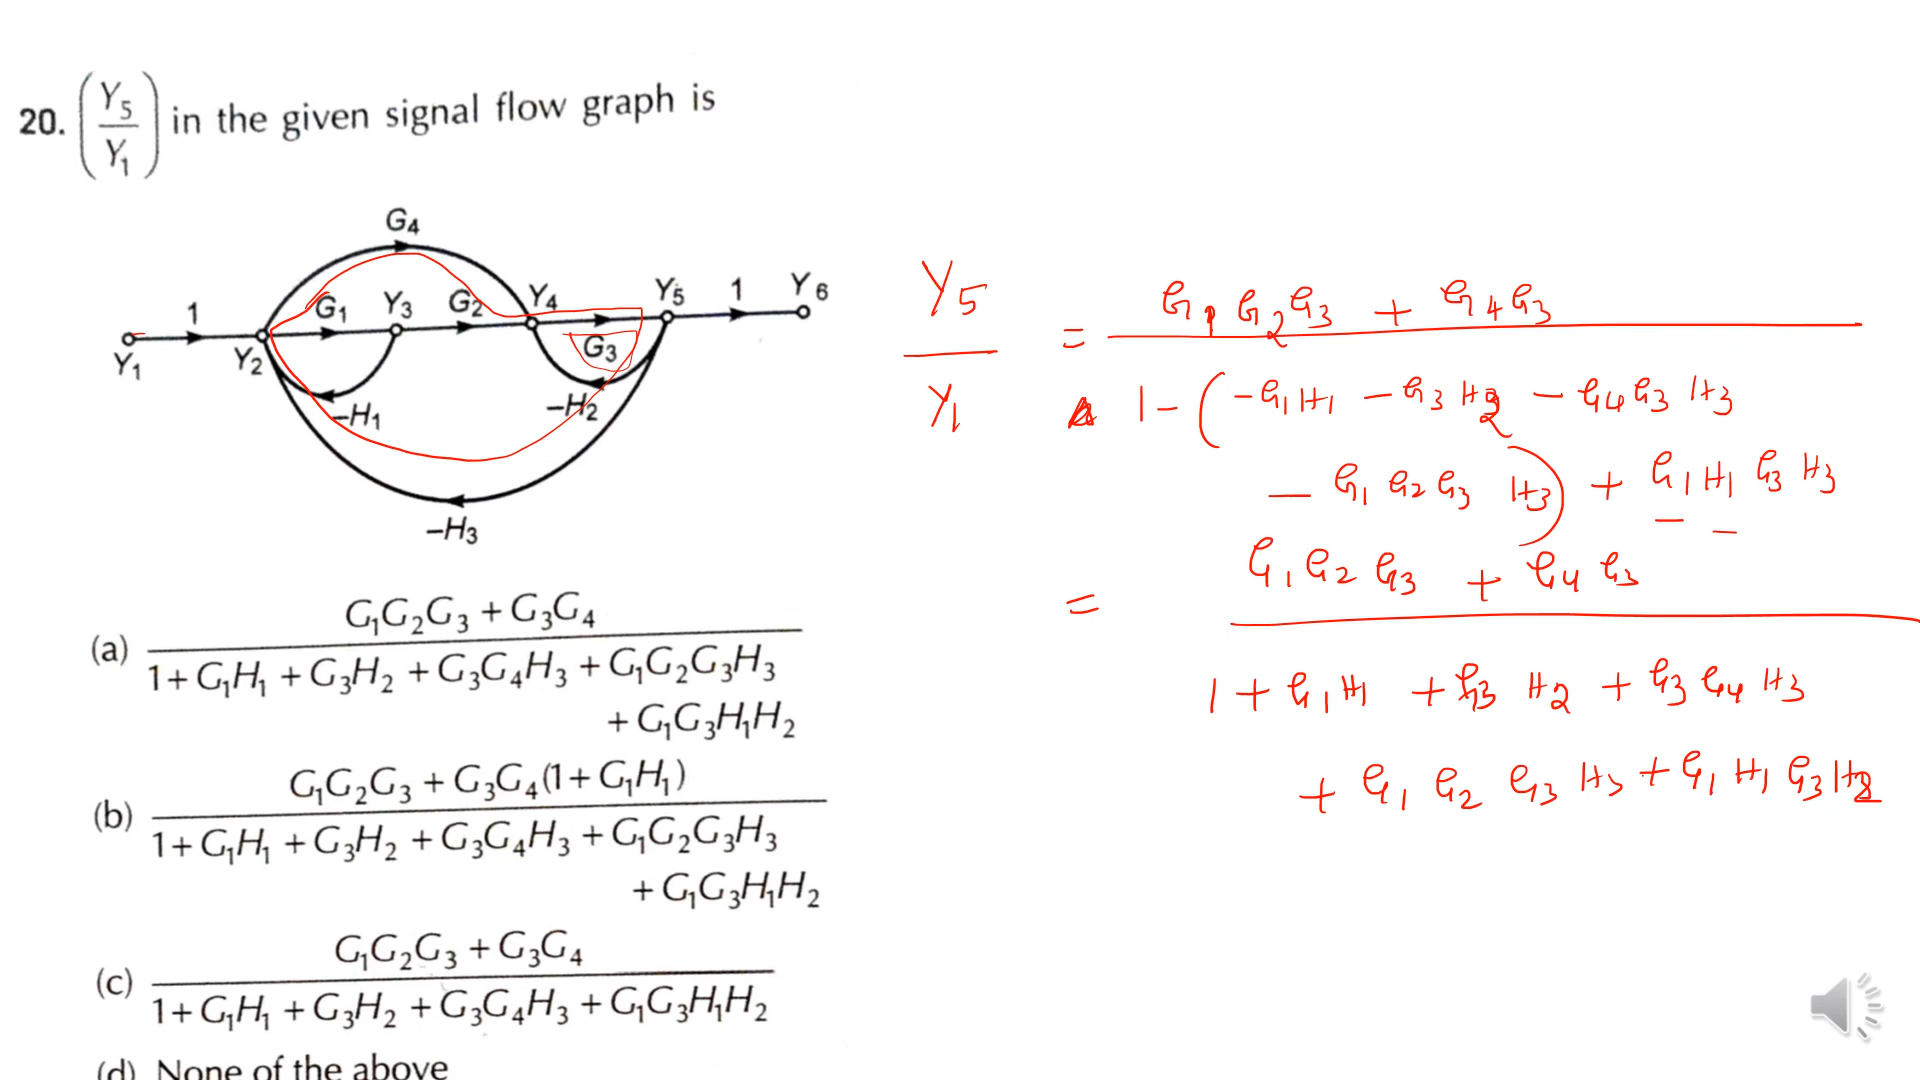 20. (Y₅/Y₁) in the given signal flow graph is
G₄
1 G₁ Y₃ G₂ Y₄ Y₅ 1 Y₆
Y₁ Y₂ G₃
–H₁ –H₂
–H₃
(a) (G₁G₂G₃ + G₃G₄) / (1 + G₁H₁ + G₃H₂ + G₃G₄H₃ + G₁G₂G₃H₃
+ G₁G₃H₁H₂)
(b) (G₁G₂G₃ + G₃G₄(1 + G₁H₁)) / (1 + G₁H₁ + G₃H₂ + G₃G₄H₃ + G₁G₂G₃H₃
+ G₁G₃H₁H₂)
(c) (G₁G₂G₃ + G₃G₄) / (1 + G₁H₁ + G₃H₂ + G₃G₄H₃ + G₁G₃H₁H₂)
(d) None of the above
Y₅/Y₁ = G₁G₂G₃ + G₄G₃
1 – (–G₁H₁ – G₃H₂ – G₄G₃H₃
– G₁G₂G₃H₃) + G₁H₁G₃H₃
= G₁G₂G₃ + G₄G₃
1 + G₁H₁ + G₃H₂ + G₃G₄H₃
+ G₁G₂G₃H₃ + G₁H₁G₃H₂